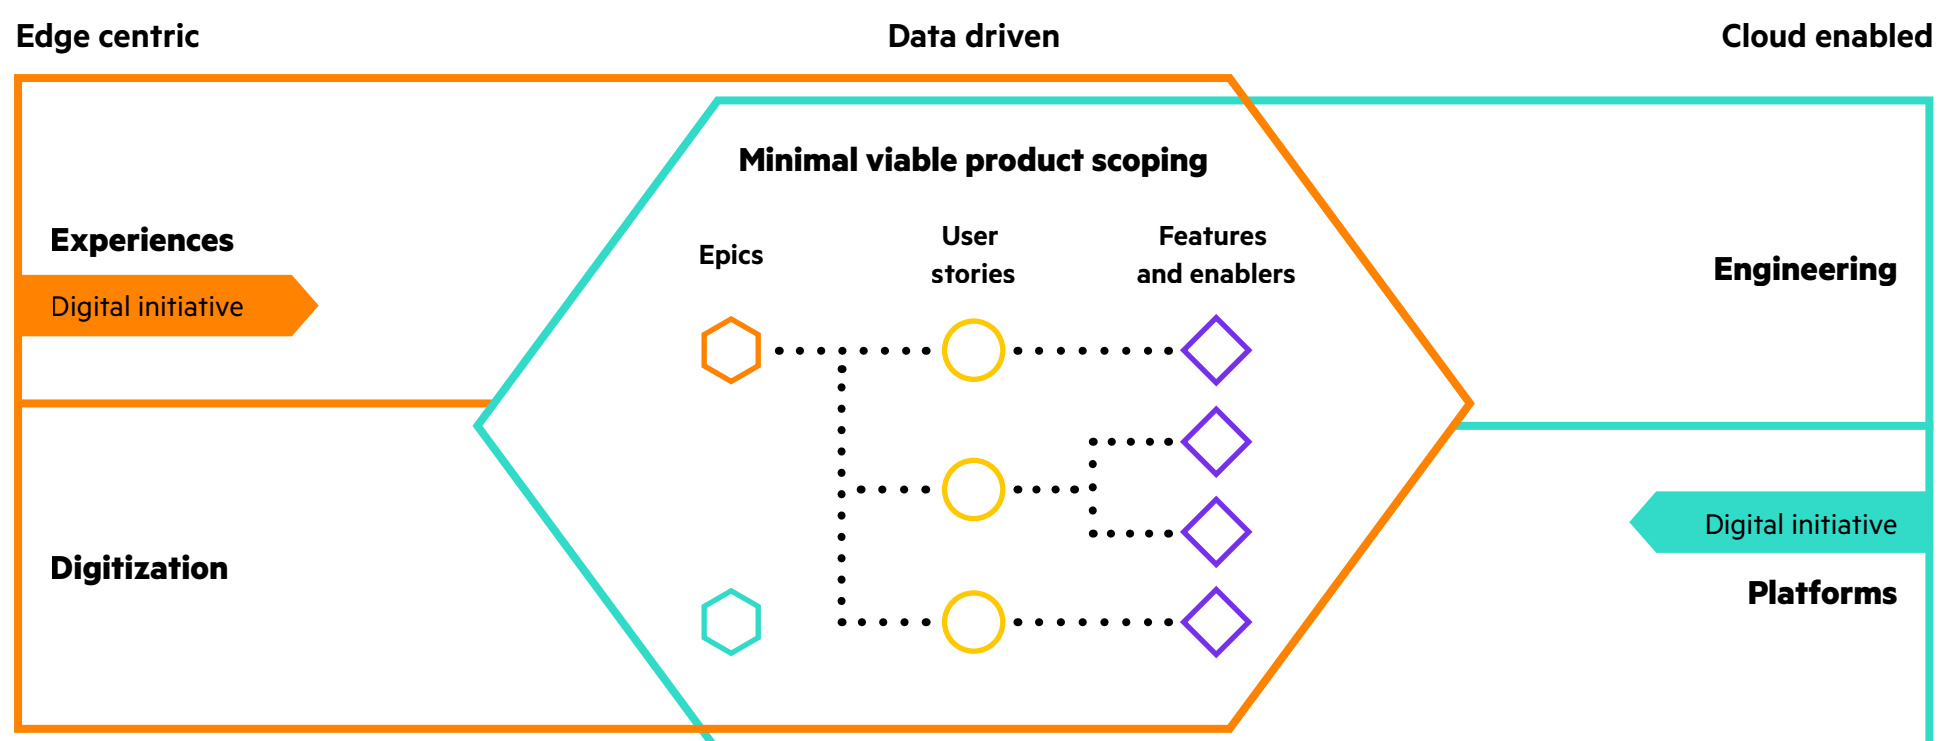 Edge centric
Data driven
Cloud enabled
Minimal viable product scoping
Experiences
Digital initiative
Digitization
Epics
User
stories
Features
and enablers
Engineering
Digital initiative
Platforms